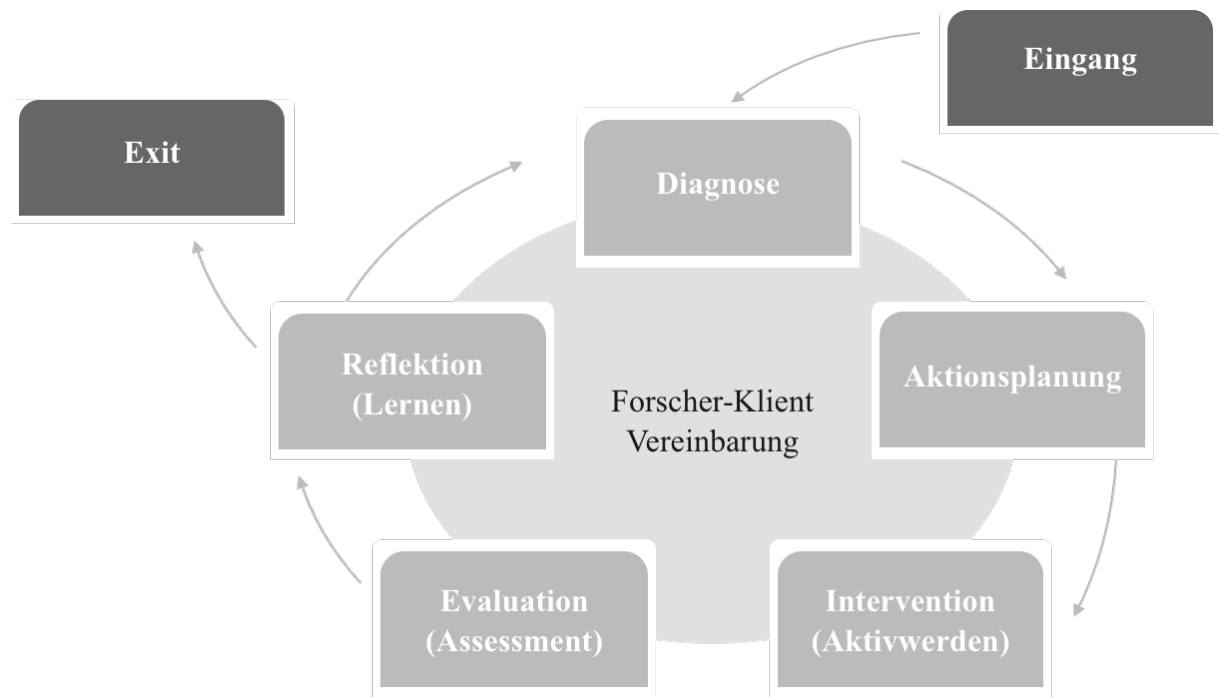 Eingang
Exit
Diagnose
Reflektion
(Lernen)
Aktionsplanung
Forscher-Klient
Vereinbarung
Evaluation
(Assessment)
Intervention
(Aktivwerden)